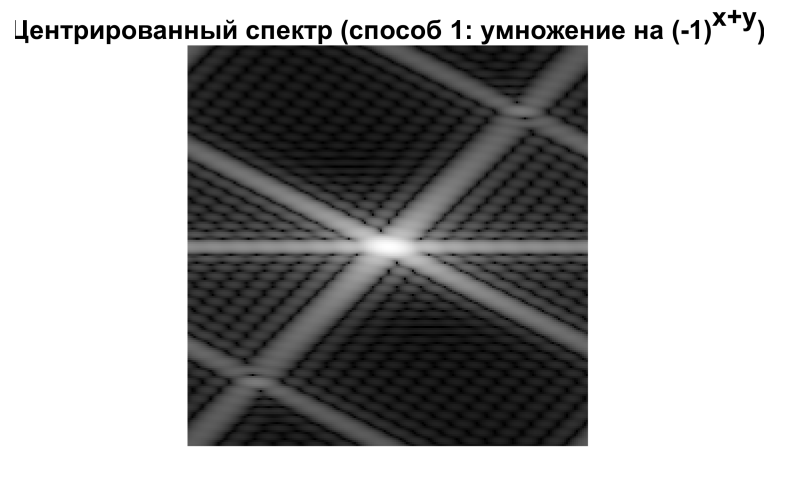 Центрированный спектр (способ 1: умножение на (-1)^x+y)